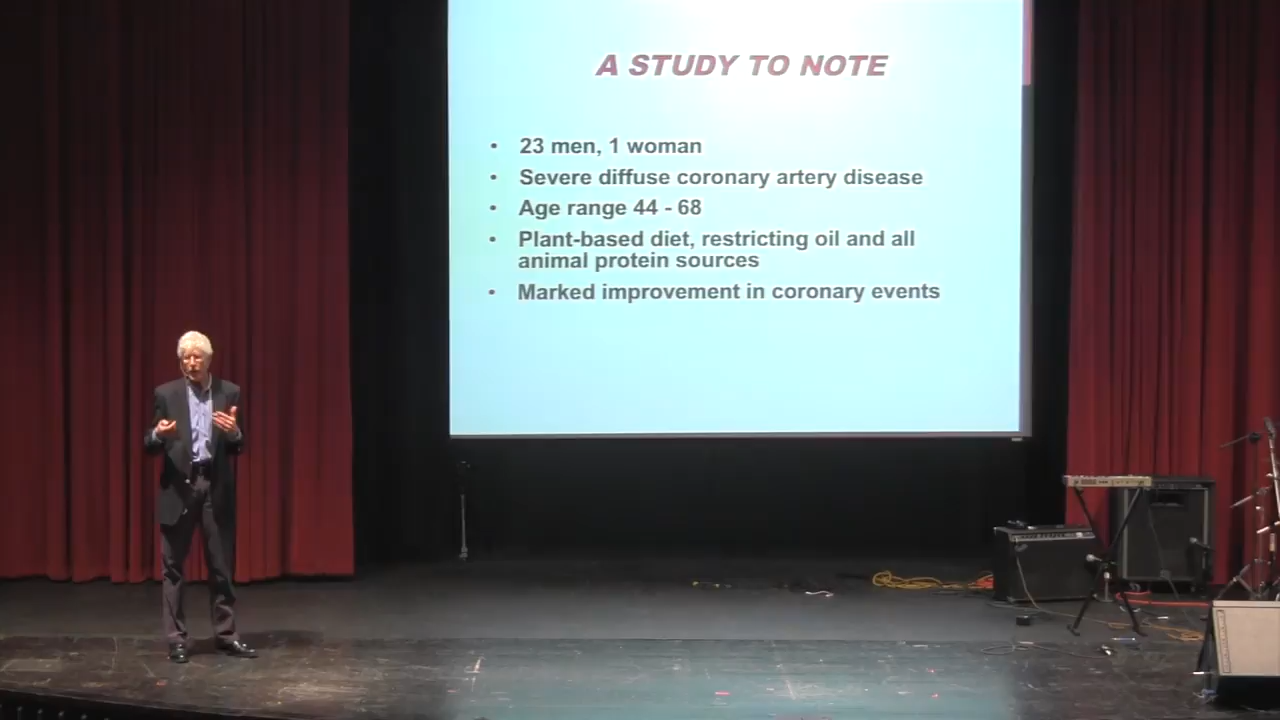 A STUDY TO NOTE
• 23 men, 1 woman
• Severe diffuse coronary artery disease
• Age range 44 - 68
• Plant-based diet, restricting oil and all
animal protein sources
• Marked improvement in coronary events